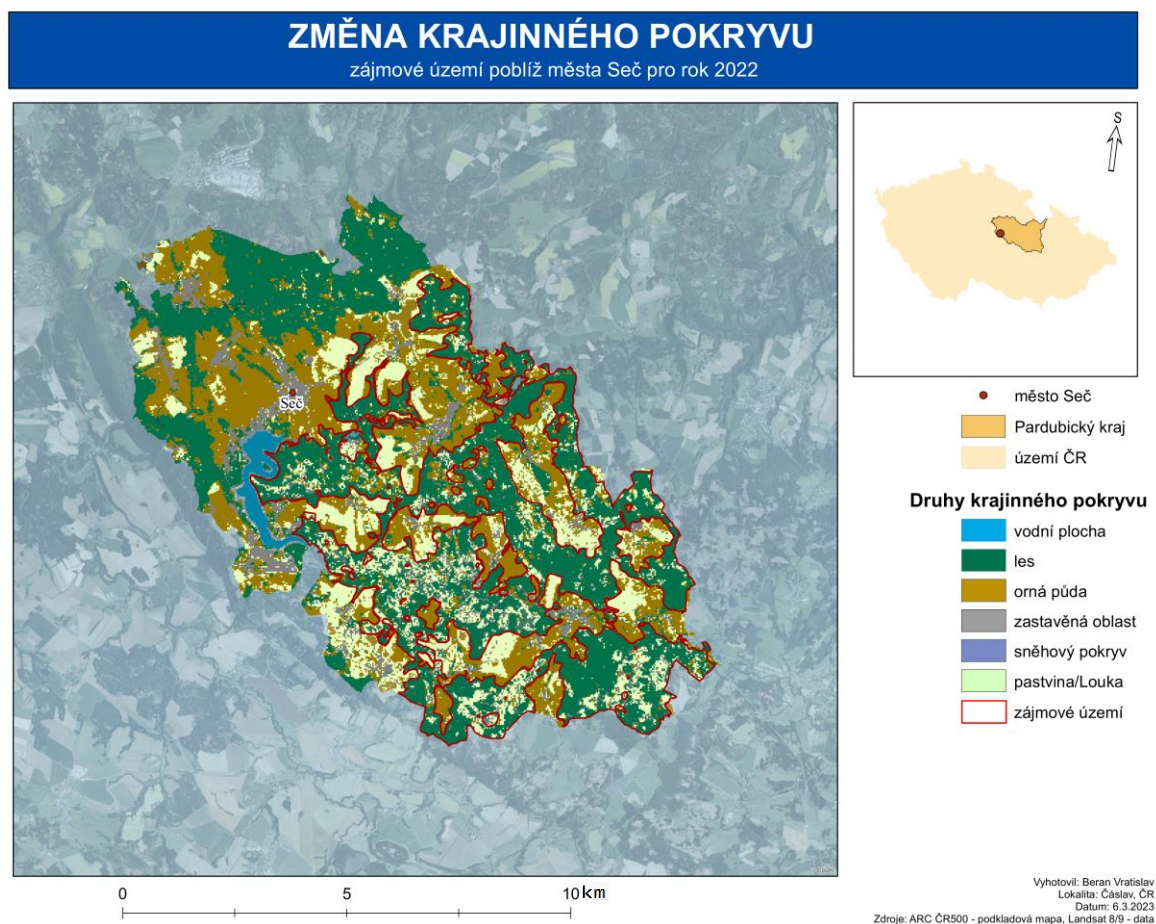 ZMĚNA KRAJINNÉHO POKRYVU
zájmové území poblíž města Seč pro rok 2022
S
Seč
město Seč
Pardubický kraj
území ČR
Druhy krajinného pokryvu
vodní plocha
les
orná půda
zastavěná oblast
sněhový pokryv
pastvina/Louka
zájmové území
0 5 10km
Vyhotovil: Beran Vratislav
Lokalita: Čáslav, ČR
Datum: 6.3.2023
Zdroje: ARC ČR500 - podkladová mapa, Landsat 8/9 - data